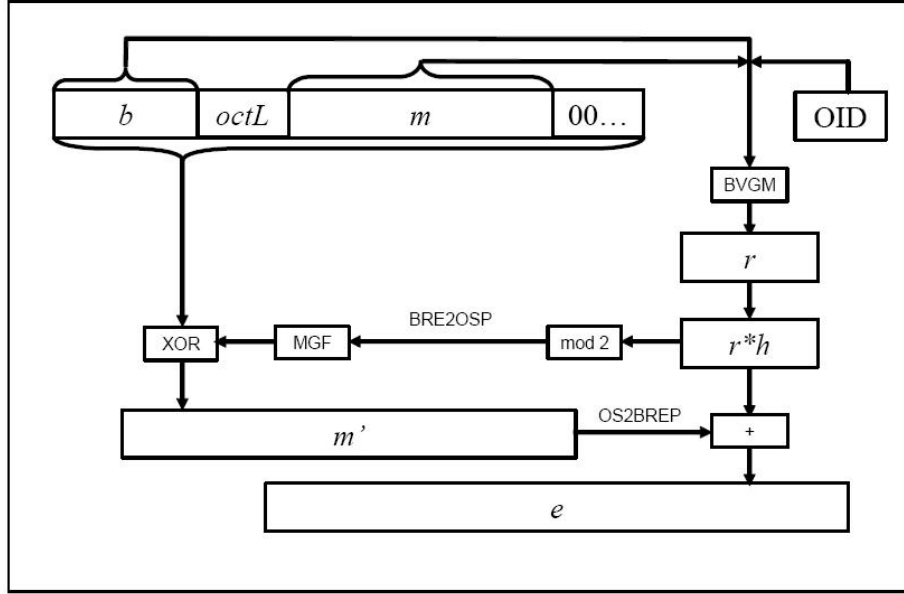 b octL m 00… OID
BVGM
r
BRE2OSP
XOR MGF mod 2 r*h
OS2BREP
m’ +
e